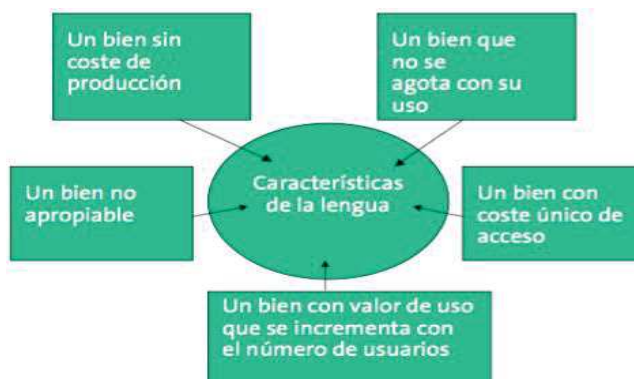 Un bien sin
coste de
producción
Un bien que
no se
agota con su
uso
Características
de la lengua
Un bien no
apropiable
Un bien con
coste único de
acceso
Un bien con valor de uso
que se incrementa con
el número de usuarios